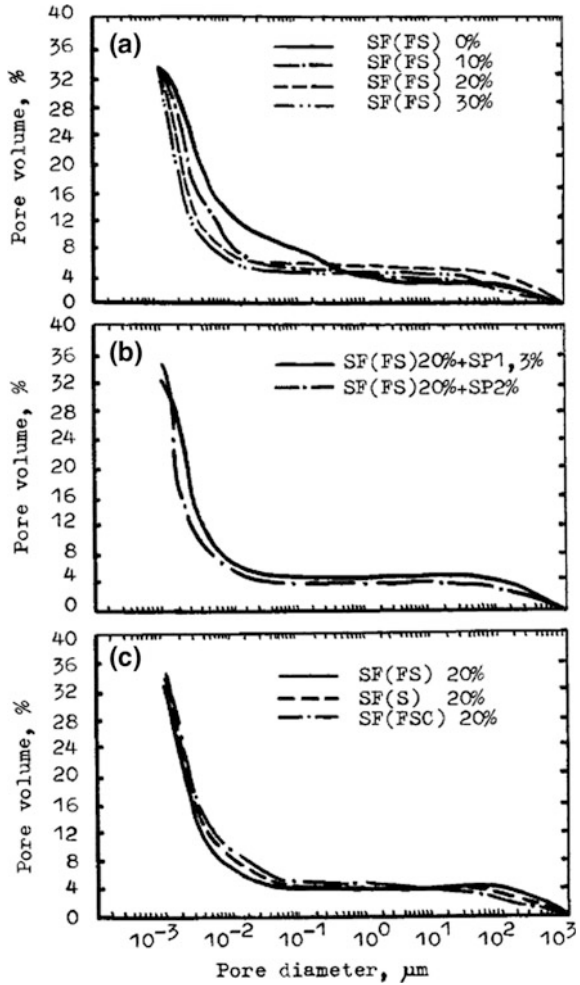 (a)
SF(FS) 0%
SF(FS) 10%
SF(FS) 20%
SF(FS) 30%
Pore volume, %
40
36
32
28
24
20
16
12
8
4
0
(b)
SF(FS)20%+SP1,3%
SF(FS)20%+SP2%
Pore volume, %
40
36
32
28
24
20
16
12
8
4
0
(c)
SF(FS) 20%
SF(S) 20%
SF(FSC) 20%
Pore volume, %
40
36
32
28
24
20
16
12
8
4
0
10⁻³ 10⁻² 10⁻¹ 10⁰ 10¹ 10² 10³
Pore diameter, μm